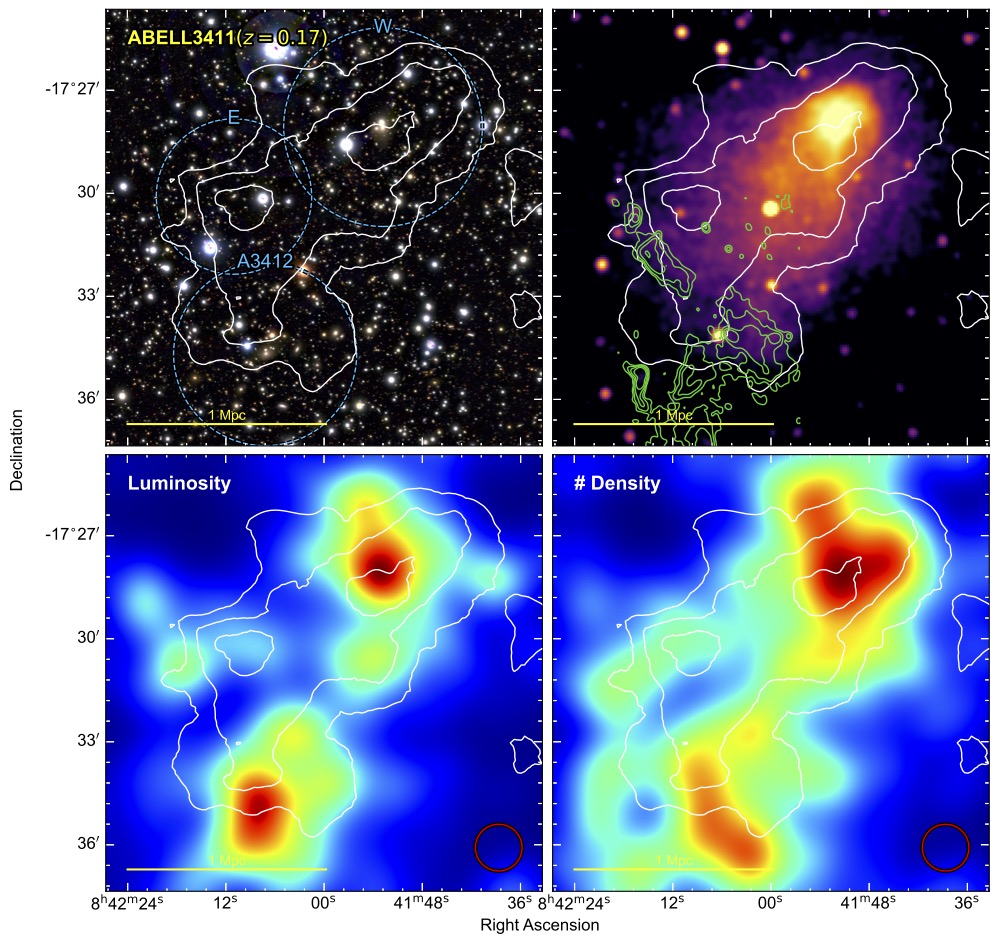 ABELL3411(z = 0.17)
W
E
A3412
1 Mpc
1 Mpc
-17°27′
30′
33′
36′
Declination
Luminosity
# Density
1 Mpc
1 Mpc
-17°27′
30′
33′
36′
8ʰ42ᵐ24ˢ 12ˢ 00ˢ 41ᵐ48ˢ 36ˢ
8ʰ42ᵐ24ˢ 12ˢ 00ˢ 41ᵐ48ˢ 36ˢ
Right Ascension